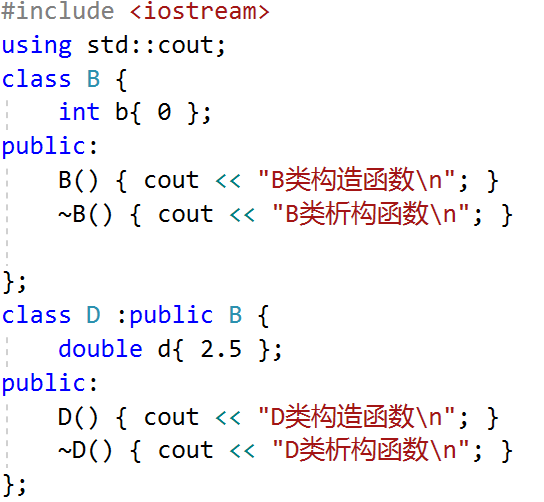 #include <iostream>
using std::cout;
class B {
    int b{ 0 };
public:
    B() { cout << "B类构造函数\n"; }
    ~B() { cout << "B类析构函数\n"; }
};
class D :public B {
    double d{ 2.5 };
public:
    D() { cout << "D类构造函数\n"; }
    ~D() { cout << "D类析构函数\n"; }
};